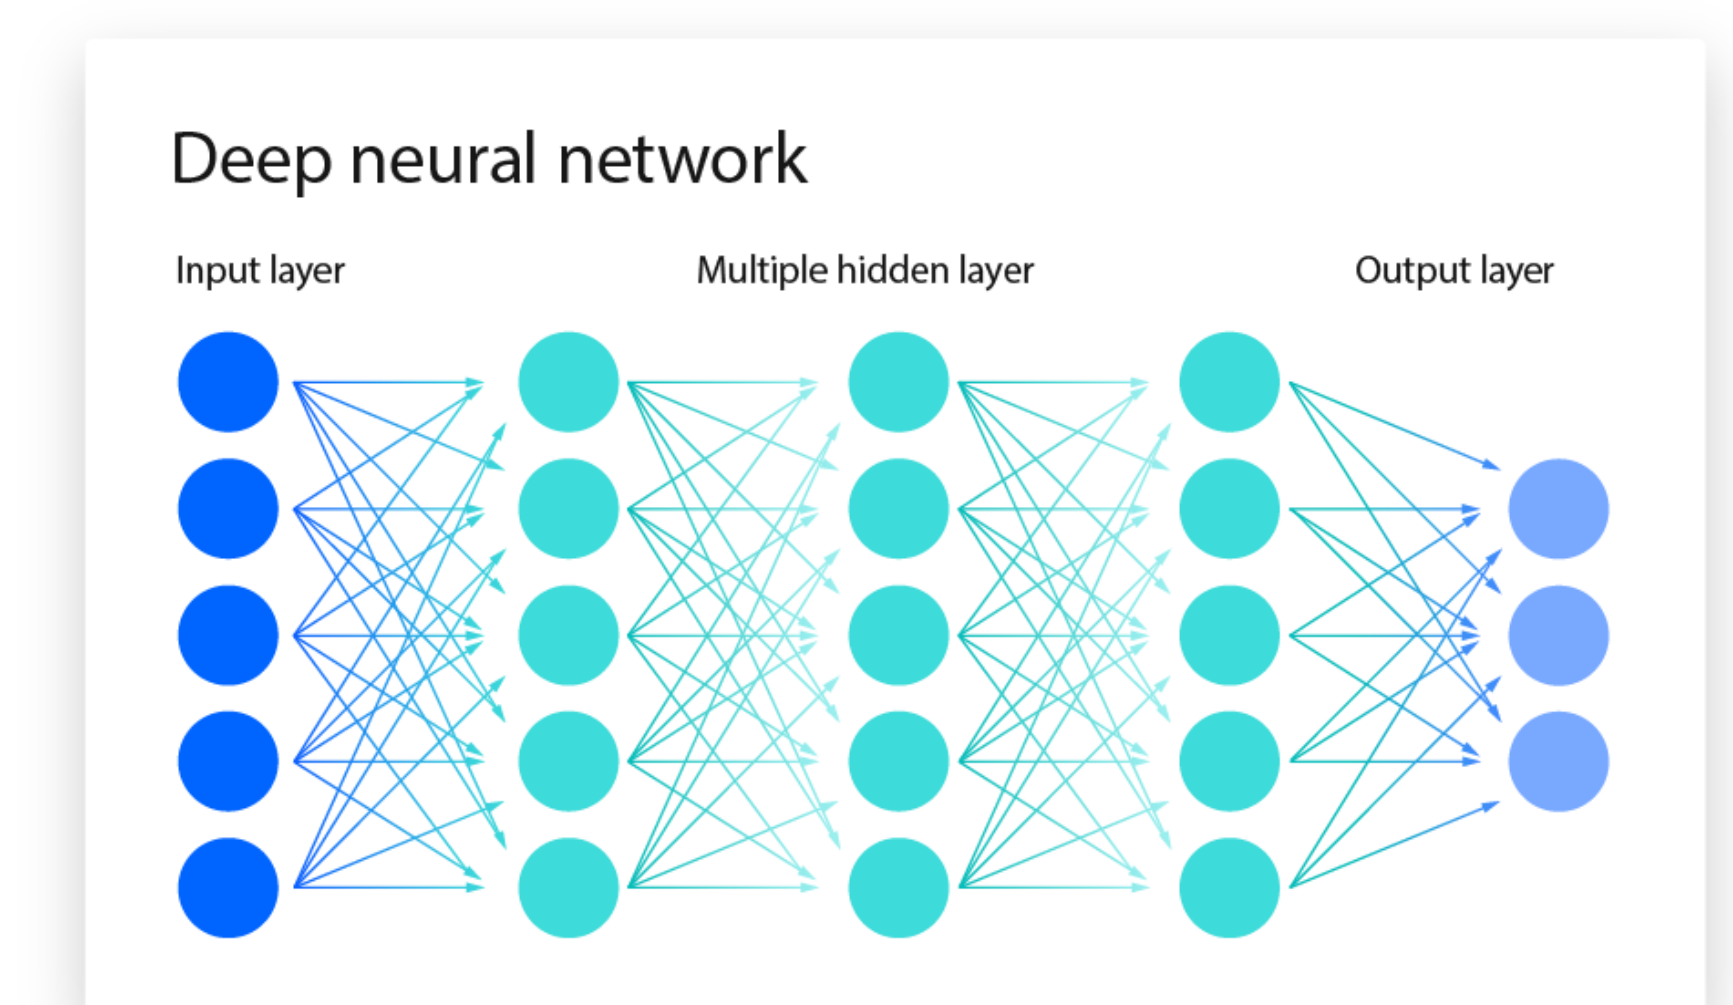 Deep neural network
Input layer
Multiple hidden layer
Output layer